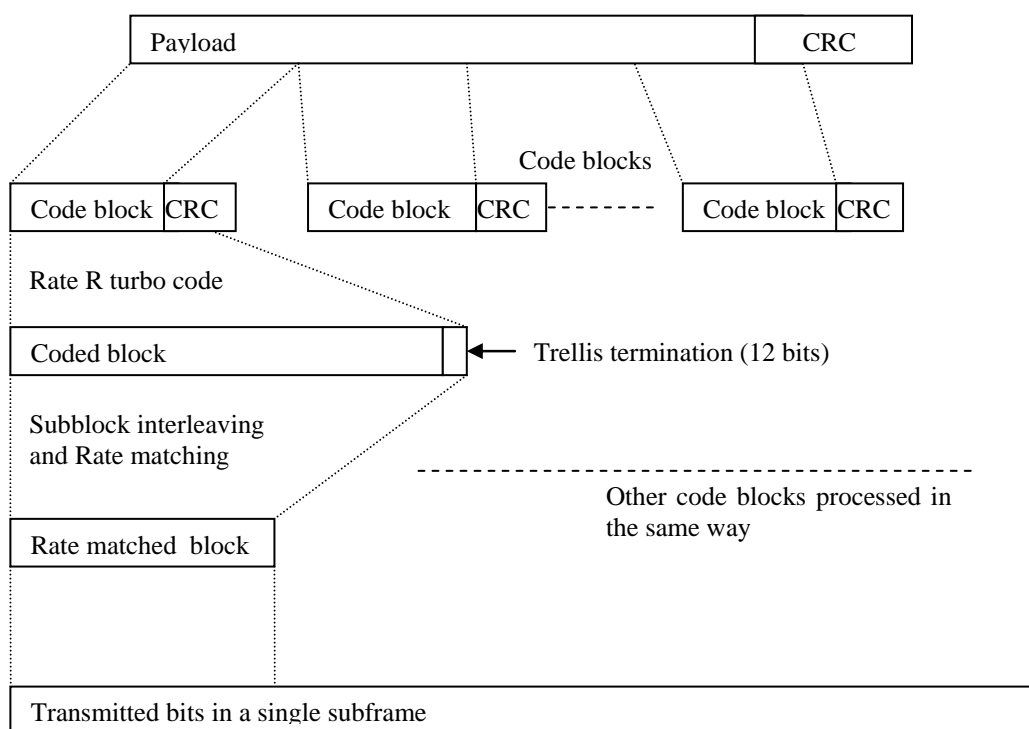 Payload CRC
Code blocks
Code block CRC Code block CRC Code block CRC
Rate R turbo code
Coded block
Trellis termination (12 bits)
Subblock interleaving
and Rate matching
Other code blocks processed in
the same way
Rate matched block
Transmitted bits in a single subframe